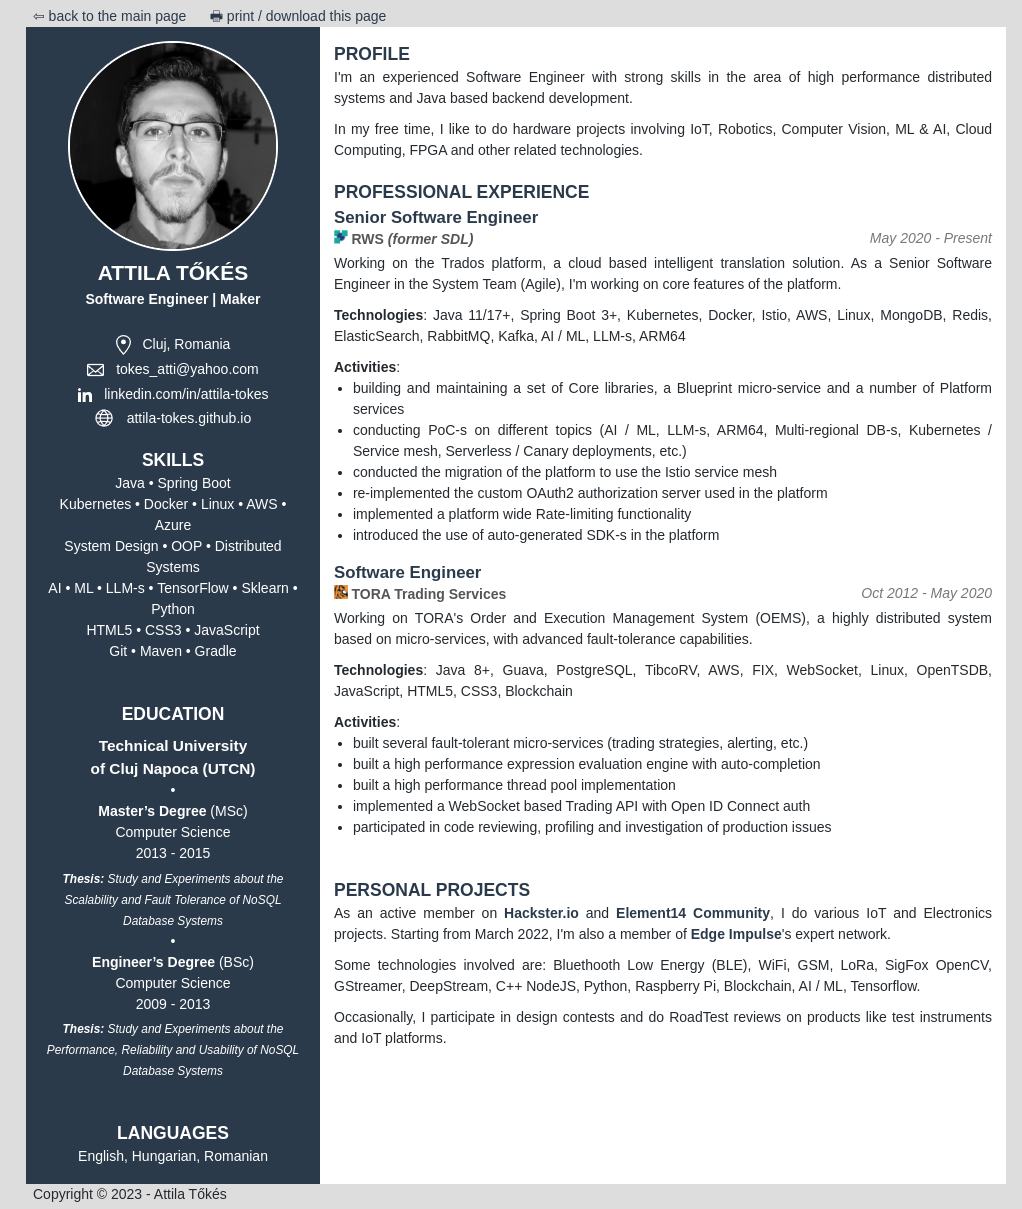 ⇦ back to the main page
print / download this page
ATTILA TŐKÉS
Software Engineer | Maker
Cluj, Romania
tokes_atti@yahoo.com
linkedin.com/in/attila-tokes
attila-tokes.github.io
SKILLS
Java • Spring Boot
Kubernetes • Docker • Linux • AWS •
Azure
System Design • OOP • Distributed
Systems
AI • ML • LLM-s • TensorFlow • Sklearn •
Python
HTML5 • CSS3 • JavaScript
Git • Maven • Gradle
EDUCATION
Technical University
of Cluj Napoca (UTCN)
•
Master’s Degree (MSc)
Computer Science
2013 - 2015
Thesis: Study and Experiments about the
Scalability and Fault Tolerance of NoSQL
Database Systems
•
Engineer’s Degree (BSc)
Computer Science
2009 - 2013
Thesis: Study and Experiments about the
Performance, Reliability and Usability of NoSQL
Database Systems
LANGUAGES
English, Hungarian, Romanian
PROFILE
I'm an experienced Software Engineer with strong skills in the area of high performance distributed
systems and Java based backend development.
In my free time, I like to do hardware projects involving IoT, Robotics, Computer Vision, ML & AI, Cloud
Computing, FPGA and other related technologies.
PROFESSIONAL EXPERIENCE
Senior Software Engineer
RWS (former SDL)
May 2020 - Present
Working on the Trados platform, a cloud based intelligent translation solution. As a Senior Software
Engineer in the System Team (Agile), I'm working on core features of the platform.
Technologies: Java 11/17+, Spring Boot 3+, Kubernetes, Docker, Istio, AWS, Linux, MongoDB, Redis,
ElasticSearch, RabbitMQ, Kafka, AI / ML, LLM-s, ARM64
Activities:
• building and maintaining a set of Core libraries, a Blueprint micro-service and a number of Platform
services
• conducting PoC-s on different topics (AI / ML, LLM-s, ARM64, Multi-regional DB-s, Kubernetes /
Service mesh, Serverless / Canary deployments, etc.)
• conducted the migration of the platform to use the Istio service mesh
• re-implemented the custom OAuth2 authorization server used in the platform
• implemented a platform wide Rate-limiting functionality
• introduced the use of auto-generated SDK-s in the platform
Software Engineer
TORA Trading Services
Oct 2012 - May 2020
Working on TORA's Order and Execution Management System (OEMS), a highly distributed system
based on micro-services, with advanced fault-tolerance capabilities.
Technologies: Java 8+, Guava, PostgreSQL, TibcoRV, AWS, FIX, WebSocket, Linux, OpenTSDB,
JavaScript, HTML5, CSS3, Blockchain
Activities:
• built several fault-tolerant micro-services (trading strategies, alerting, etc.)
• built a high performance expression evaluation engine with auto-completion
• built a high performance thread pool implementation
• implemented a WebSocket based Trading API with Open ID Connect auth
• participated in code reviewing, profiling and investigation of production issues
PERSONAL PROJECTS
As an active member on Hackster.io and Element14 Community, I do various IoT and Electronics
projects. Starting from March 2022, I'm also a member of Edge Impulse's expert network.
Some technologies involved are: Bluethooth Low Energy (BLE), WiFi, GSM, LoRa, SigFox OpenCV,
GStreamer, DeepStream, C++ NodeJS, Python, Raspberry Pi, Blockchain, AI / ML, Tensorflow.
Occasionally, I participate in design contests and do RoadTest reviews on products like test instruments
and IoT platforms.
Copyright © 2023 - Attila Tőkés